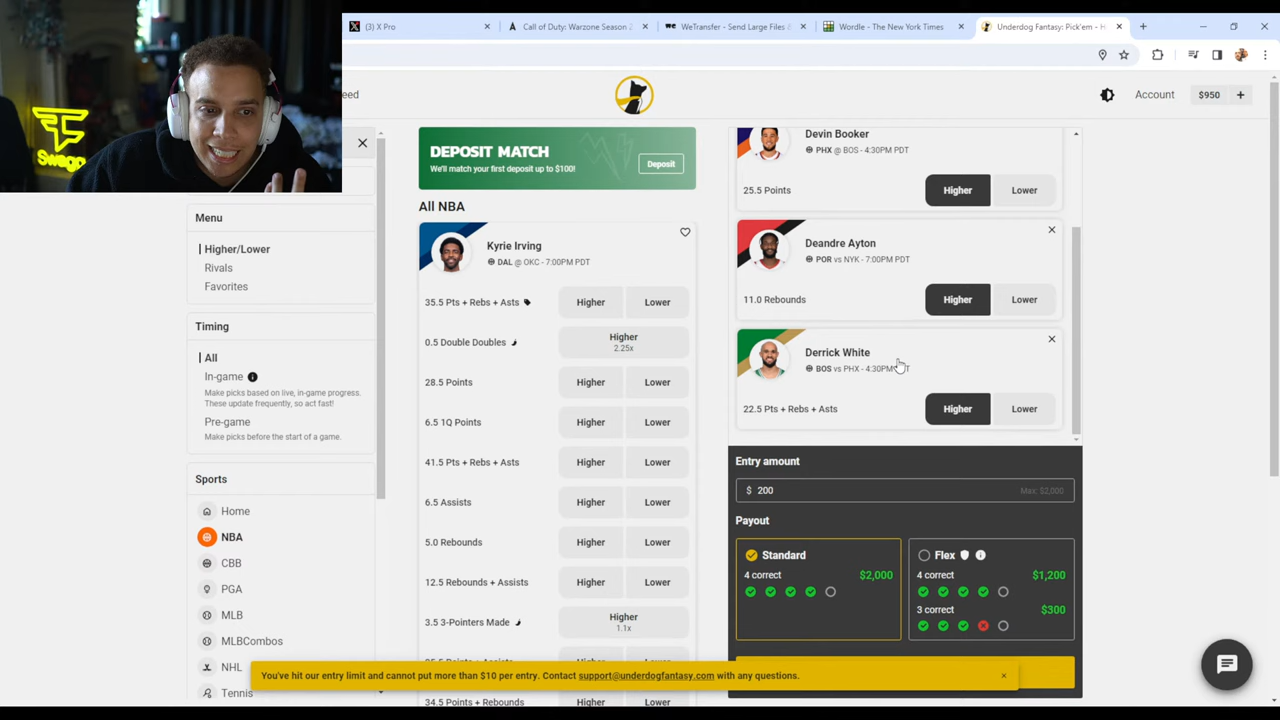 (3) X Pro
Call of Duty: Warzone Season 2
WeTransfer - Send Large Files &
Wordle - The New York Times
Underdog Fantasy: Pick'em - H
FaZe
Swagg
eed
Account
$950 +
DEPOSIT MATCH
We'll match your first deposit up to $100!
Deposit
Menu
Higher/Lower
Rivals
Favorites
Timing
All
In-game
Make picks based on live, in-game progress.
These update frequently, so act fast!
Pre-game
Make picks before the start of a game.
Sports
Home
NBA
CBB
PGA
MLB
MLBCombos
NHL
Tennis
All NBA
Kyrie Irving
DAL @ OKC - 7:00PM PDT
35.5 Pts + Rebs + Asts Higher Lower
0.5 Double Doubles Higher
2.25x
28.5 Points Higher Lower
6.5 1Q Points Higher Lower
41.5 Pts + Rebs + Asts Higher Lower
6.5 Assists Higher Lower
5.0 Rebounds Higher Lower
12.5 Rebounds + Assists Higher Lower
3.5 3-Pointers Made Higher
1.1x
34.5 Points + Rebounds Higher Lower
Devin Booker
PHX @ BOS - 4:30PM PDT
25.5 Points Higher Lower
Deandre Ayton
POR vs NYK - 7:00PM PDT
11.0 Rebounds Higher Lower
Derrick White
BOS vs PHX - 4:30PM
22.5 Pts + Rebs + Asts Higher Lower
Entry amount
$ 200 Max: $2,000
Payout
Standard
4 correct $2,000
Flex
4 correct $1,200
3 correct $300
You've hit our entry limit and cannot put more than $10 per entry. Contact support@underdogfantasy.com with any questions.